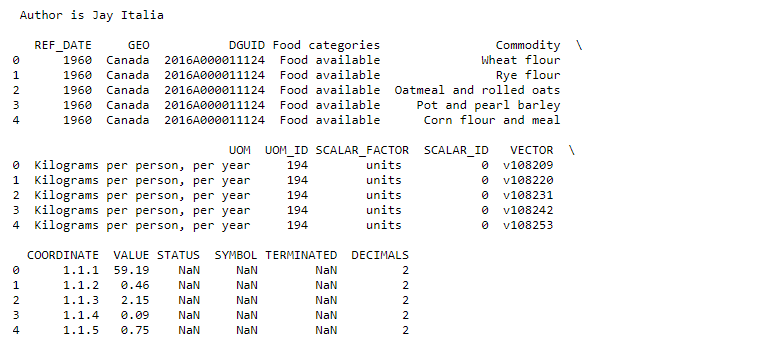 Author is Jay Italia
REF_DATE GEO DGUID Food categories Commodity \
0 1960 Canada 2016A000011124 Food available Wheat flour
1 1960 Canada 2016A000011124 Food available Rye flour
2 1960 Canada 2016A000011124 Food available Oatmeal and rolled oats
3 1960 Canada 2016A000011124 Food available Pot and pearl barley
4 1960 Canada 2016A000011124 Food available Corn flour and meal
UOM UOM_ID SCALAR_FACTOR SCALAR_ID VECTOR \
0 Kilograms per person, per year 194 units 0 v108209
1 Kilograms per person, per year 194 units 0 v108220
2 Kilograms per person, per year 194 units 0 v108231
3 Kilograms per person, per year 194 units 0 v108242
4 Kilograms per person, per year 194 units 0 v108253
COORDINATE VALUE STATUS SYMBOL TERMINATED DECIMALS
0 1.1.1 59.19 NaN NaN NaN 2
1 1.1.2 0.46 NaN NaN NaN 2
2 1.1.3 2.15 NaN NaN NaN 2
3 1.1.4 0.09 NaN NaN NaN 2
4 1.1.5 0.75 NaN NaN NaN 2